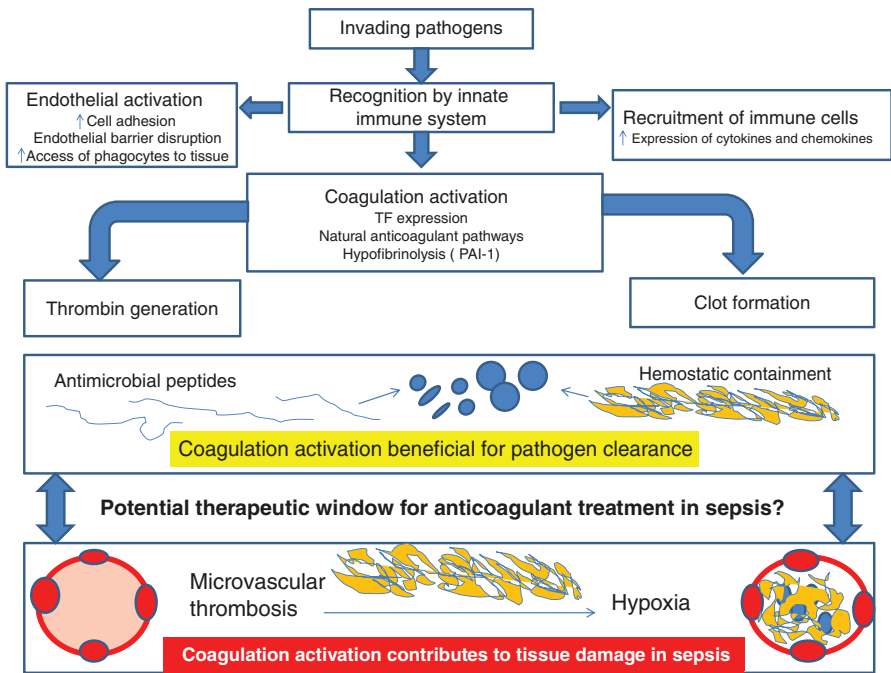 Invading pathogens
Endothelial activation
↑ Cell adhesion
Endothelial barrier disruption
↑ Access of phagocytes to tissue
Recognition by innate
immune system
Recruitment of immune cells
↑ Expression of cytokines and chemokines
Coagulation activation
TF expression
Natural anticoagulant pathways
Hypofibrinolysis ( PAI-1)
Thrombin generation
Clot formation
Antimicrobial peptides
Hemostatic containment
Coagulation activation beneficial for pathogen clearance
Potential therapeutic window for anticoagulant treatment in sepsis?
Microvascular
thrombosis
Hypoxia
Coagulation activation contributes to tissue damage in sepsis